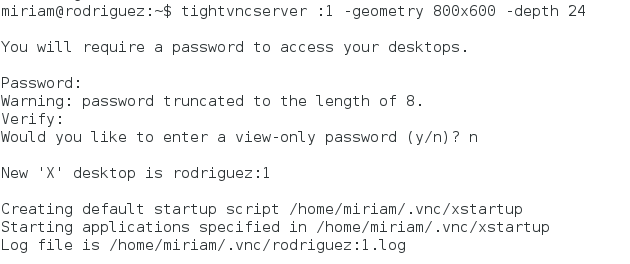 miriam@rodriguez:~$ tightvncserver :1 -geometry 800x600 -depth 24
You will require a password to access your desktops.
Password:
Warning: password truncated to the length of 8.
Verify:
Would you like to enter a view-only password (y/n)? n
New 'X' desktop is rodriguez:1
Creating default startup script /home/miriam/.vnc/xstartup
Starting applications specified in /home/miriam/.vnc/xstartup
Log file is /home/miriam/.vnc/rodriguez:1.log